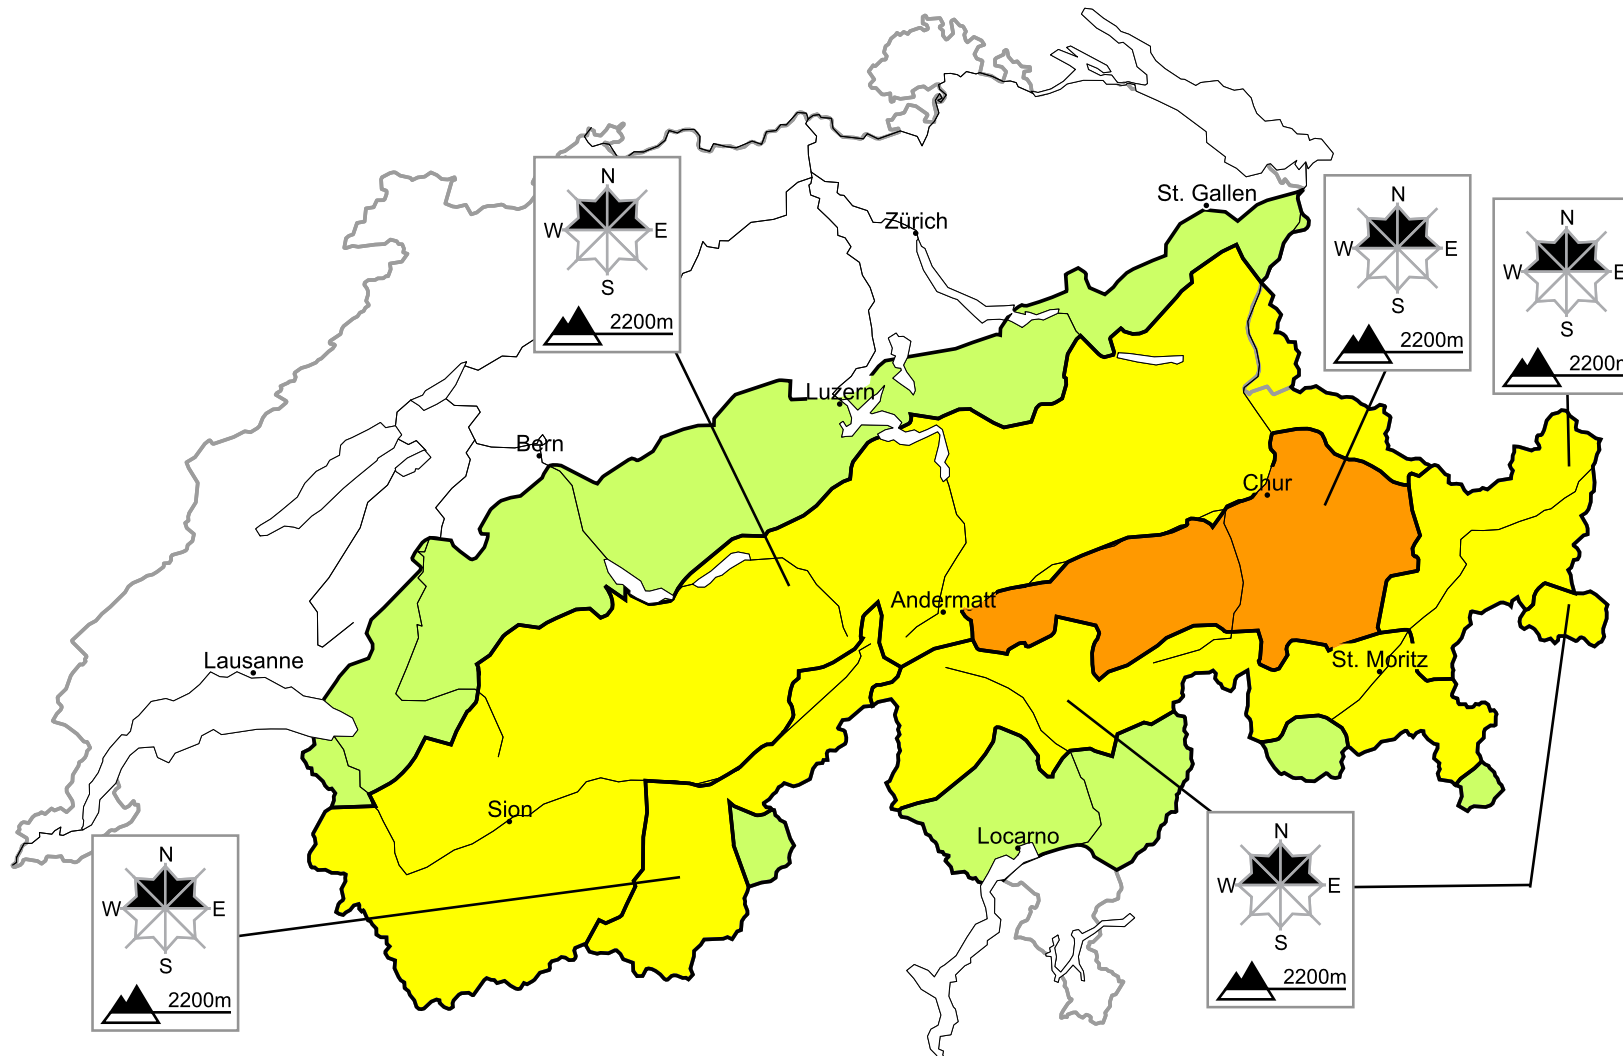 St. Gallen
Zürich
N
W E
S
2200m
N
W E
S
2200m
N
W E
S
2200m
Luzern
Bern
Chur
Andermatt
Lausanne
St. Moritz
Sion
Locarno
N
W E
S
2200m
N
W E
S
2200m